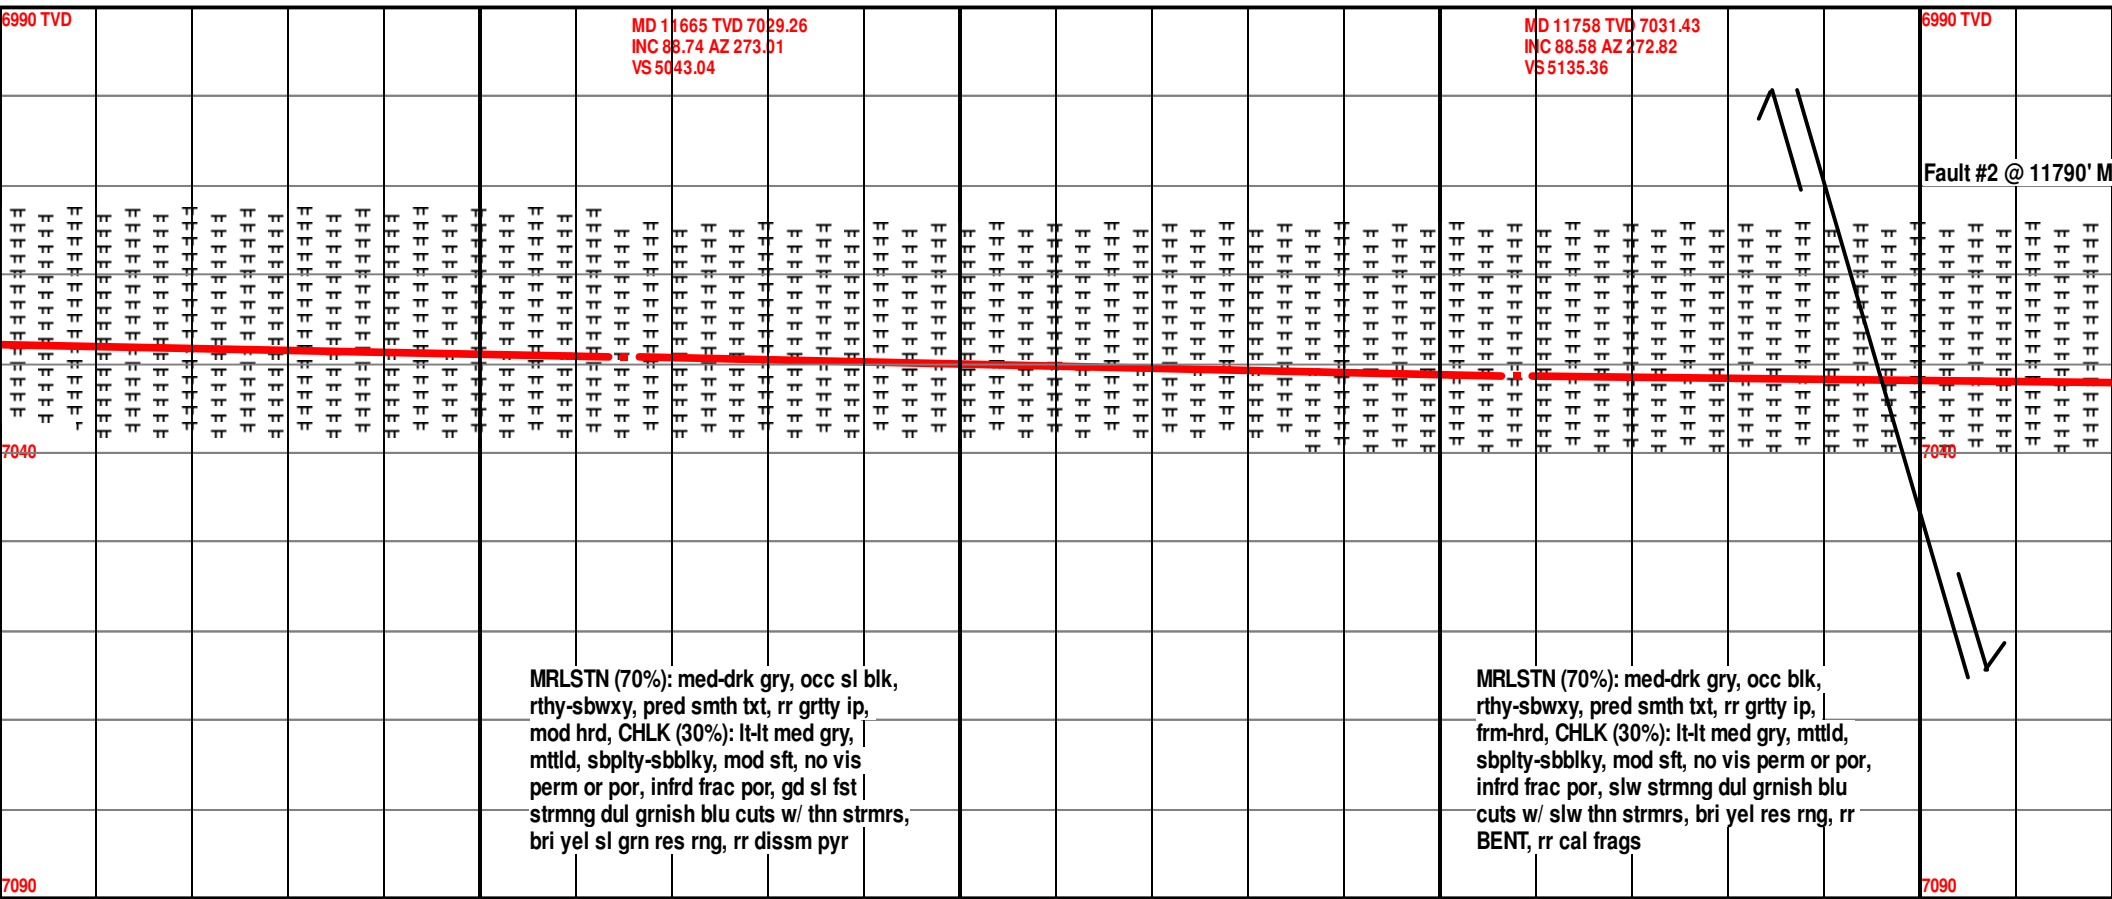 6990 TVD
MD 11665 TVD 7029.26
INC 88.74 AZ 273.01
VS 5043.04
MD 11758 TVD 7031.43
INC 88.58 AZ 272.82
VS 5135.36
6990 TVD
Fault #2 @ 11790' M
7040
7040
MRLSTN (70%): med-drk gry, occ sl blk,
rthy-sbwxy, pred smth txt, rr grtty ip,
mod hrd, CHLK (30%): lt-lt med gry,
mttld, sbplty-sbblky, mod sft, no vis
perm or por, infrd frac por, gd sl fst
strmng dul grnish blu cuts w/ thn strmrs,
bri yel sl grn res rng, rr dissm pyr
MRLSTN (70%): med-drk gry, occ blk,
rthy-sbwxy, pred smth txt, rr grtty ip,
frm-hrd, CHLK (30%): lt-lt med gry, mttld,
sbplty-sbblky, mod sft, no vis perm or por,
infrd frac por, slw strmng dul grnish blu
cuts w/ slw thn strmrs, bri yel res rng, rr
BENT, rr cal frags
7090
7090